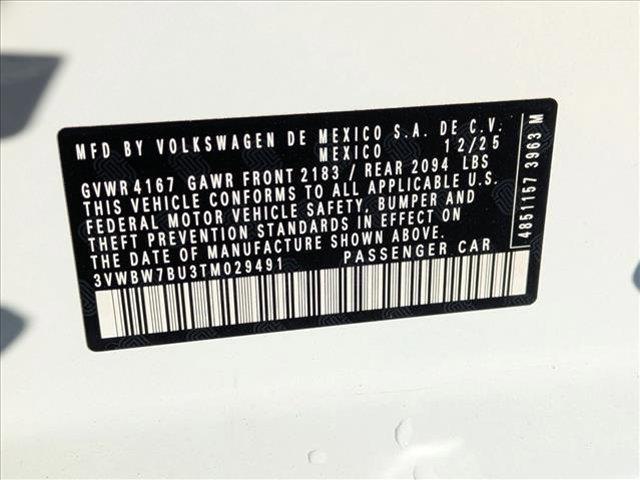 MFD BY VOLKSWAGEN DE MEXICO S.A. DE C.V.
MEXICO 12/25
GVWR 4167 GAWR FRONT 2183 / REAR 2094 LBS
THIS VEHICLE CONFORMS TO ALL APPLICABLE U.S.
FEDERAL MOTOR VEHICLE SAFETY, BUMPER AND
THEFT PREVENTION STANDARDS IN EFFECT ON
THE DATE OF MANUFACTURE SHOWN ABOVE.
3VWBW7BU3TM029491 PASSENGER CAR
4851157 3963 M